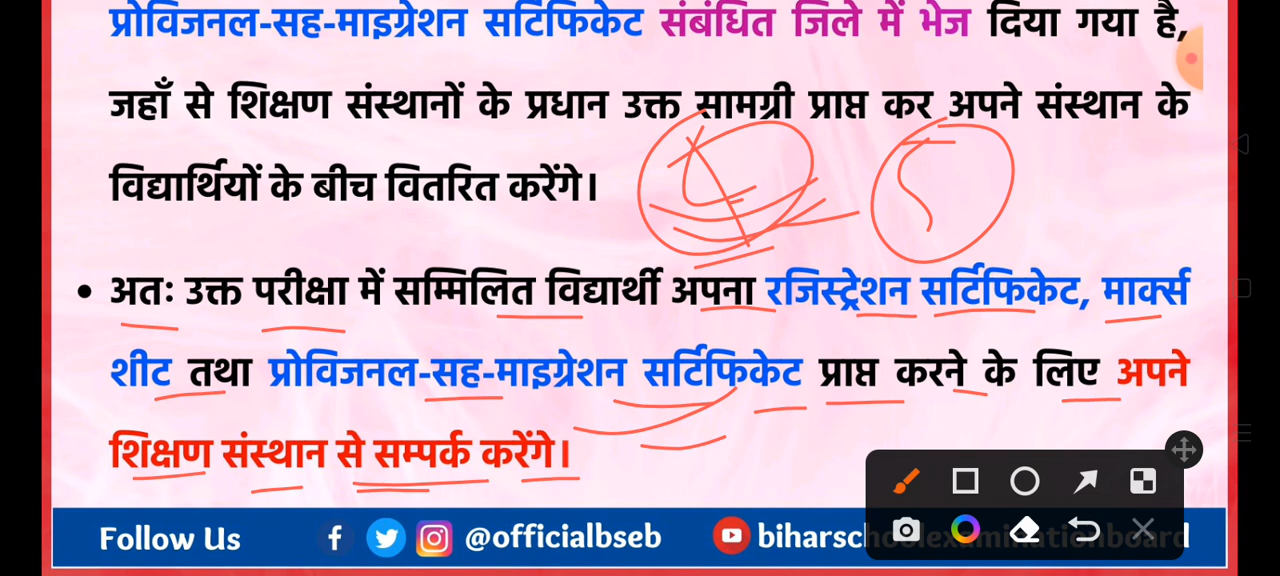 प्रोविजनल-सह-माइग्रेशन सर्टिफिकेट संबंधित जिले में भेज दिया गया है,
जहाँ से शिक्षण संस्थानों के प्रधान उक्त सामग्री प्राप्त कर अपने संस्थान के
विद्यार्थियों के बीच वितरित करेंगे।
• अतः उक्त परीक्षा में सम्मिलित विद्यार्थी अपना रजिस्ट्रेशन सर्टिफिकेट, मार्क्स
शीट तथा प्रोविजनल-सह-माइग्रेशन सर्टिफिकेट प्राप्त करने के लिए अपने
शिक्षण संस्थान से सम्पर्क करेंगे।
Follow Us @officialbseb biharschoolexaminationboard